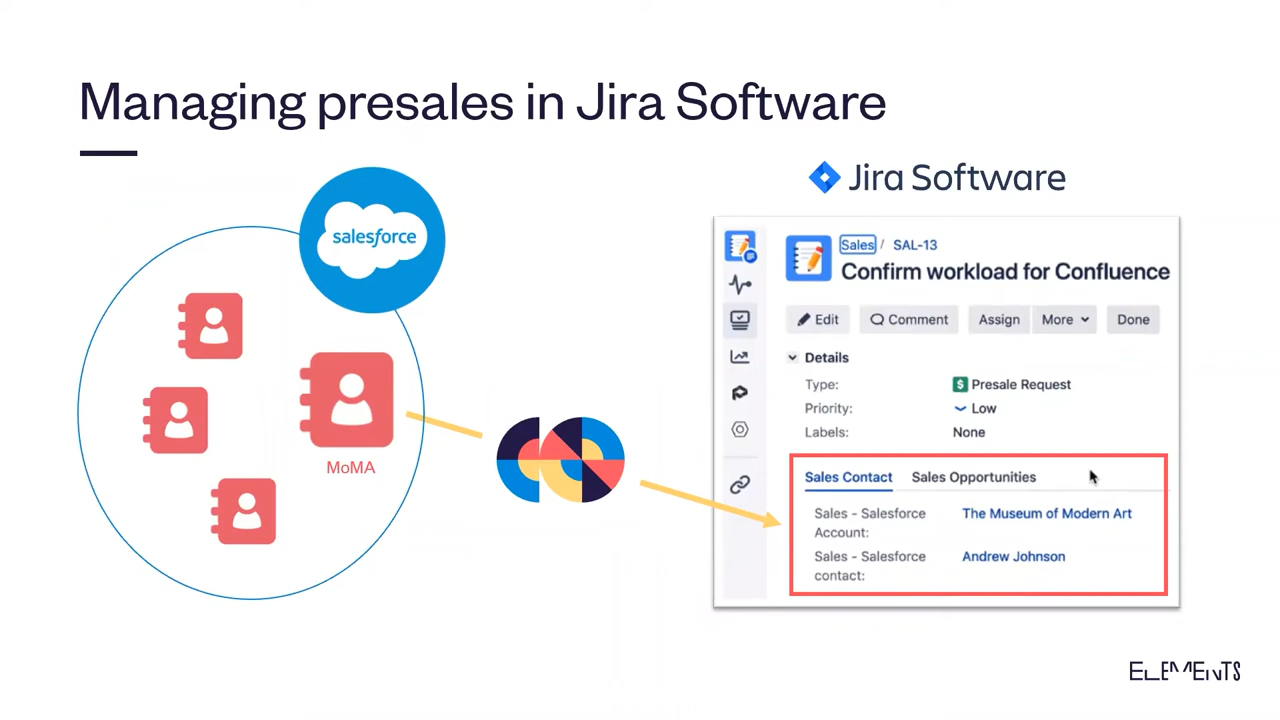 Managing presales in Jira Software
salesforce
MoMA
Jira Software
Sales / SAL-13
Confirm workload for Confluence
Edit
Comment
Assign
More
Done
Details
Type: Presale Request
Priority: Low
Labels: None
Sales Contact
Sales Opportunities
Sales - Salesforce
Account:
The Museum of Modern Art
Sales - Salesforce
contact:
Andrew Johnson
ELEMENTS